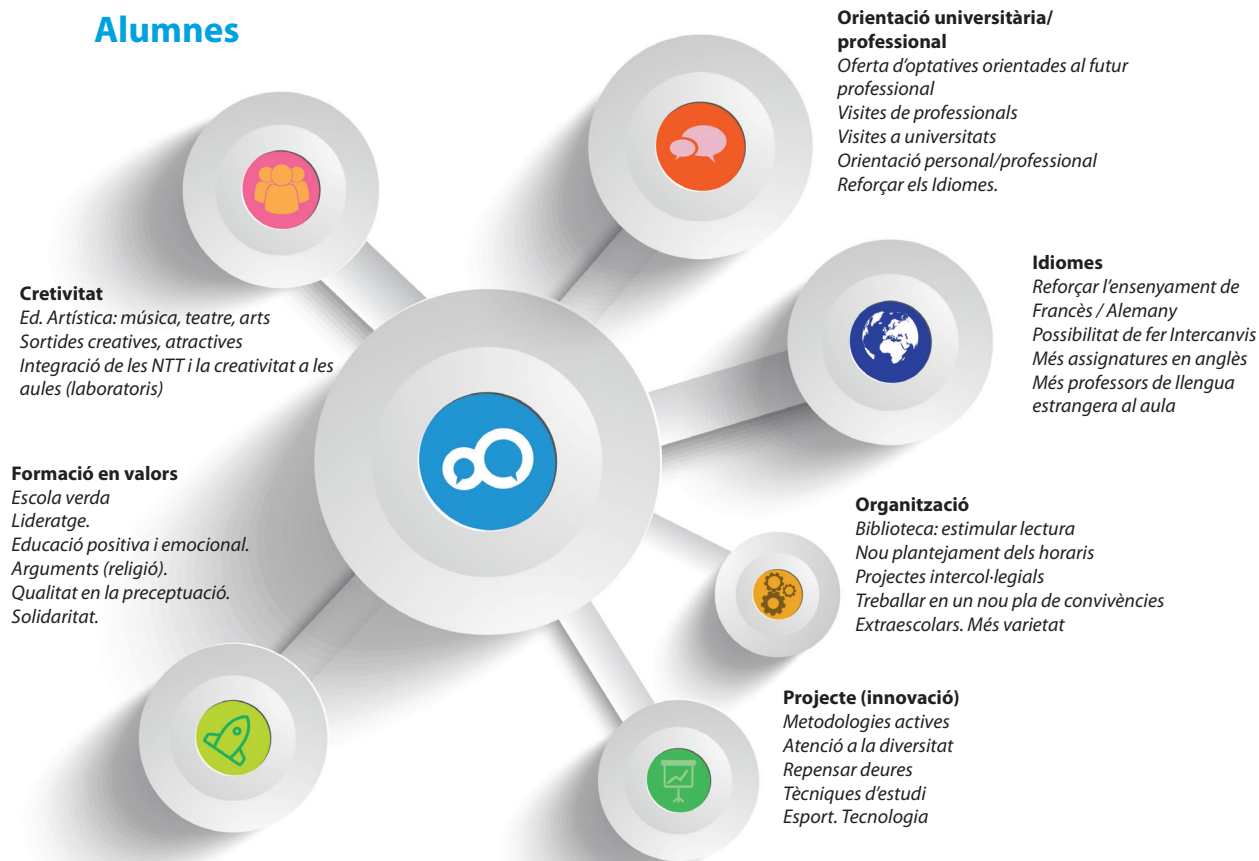 Alumnes
Orientació universitària/
professional
Oferta d'optatives orientades al futur
professional
Visites de professionals
Visites a universitats
Orientació personal/professional
Reforçar els Idiomes.
Cretivitat
Ed. Artística: música, teatre, arts
Sortides creatives, atractives
Integració de les NTT i la creativitat a les
aules (laboratoris)
Idiomes
Reforçar l'ensenyament de
Francès / Alemany
Possibilitat de fer Intercanvis
Més assignatures en anglès
Més professors de llengua
estrangera al aula
Formació en valors
Escola verda
Lideratge.
Educació positiva i emocional.
Arguments (religió).
Qualitat en la preceptuació.
Solidaritat.
Organització
Biblioteca: estimular lectura
Nou plantejament dels horaris
Projectes intercol·legials
Treballar en un nou pla de convivències
Extraescolars. Més varietat
Projecte (innovació)
Metodologies actives
Atenció a la diversitat
Repensar deures
Tècniques d'estudi
Esport. Tecnologia